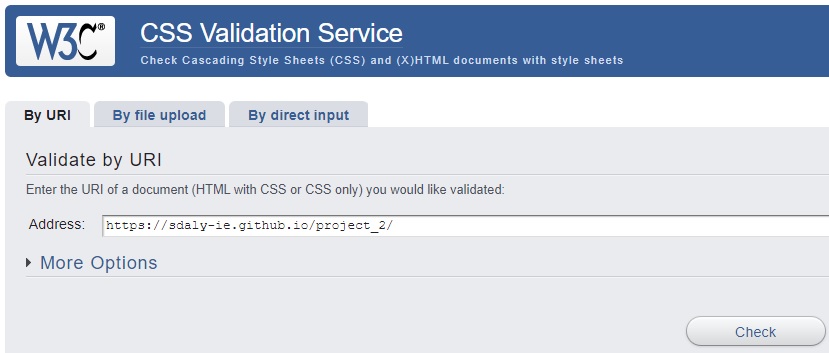 W3C®
CSS Validation Service
Check Cascading Style Sheets (CSS) and (X)HTML documents with style sheets
By URI
By file upload
By direct input
Validate by URI
Enter the URI of a document (HTML with CSS or CSS only) you would like validated:
Address:
https://sdaly-ie.github.io/project_2/
More Options
Check